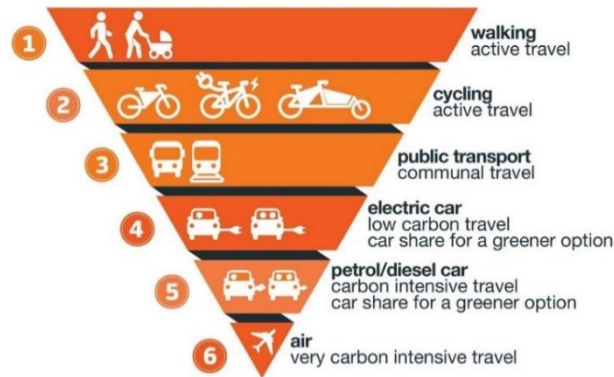 1
walking
active travel
2
cycling
active travel
3
public transport
communal travel
4
electric car
low carbon travel
car share for a greener option
5
petrol/diesel car
carbon intensive travel
car share for a greener option
6
air
very carbon intensive travel